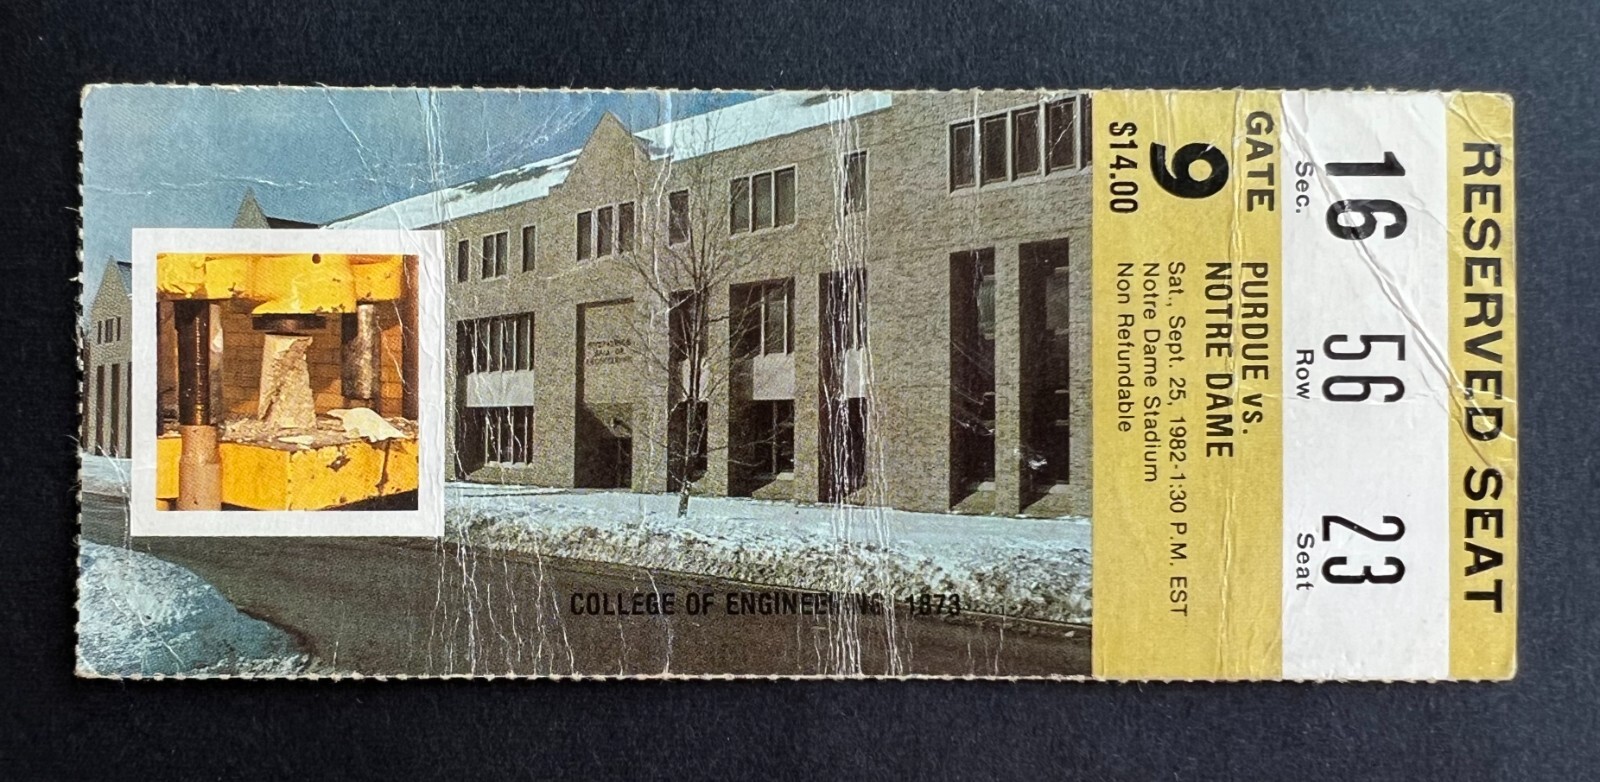 RESERVED SEAT
16 56 23
Sec. Row Seat
GATE
9
$14.00
PURDUE VS.
NOTRE DAME
Sat., Sept. 25, 1982-1:30 P.M. EST
Notre Dame Stadium
Non Refundable
COLLEGE OF ENGINEERING 1873